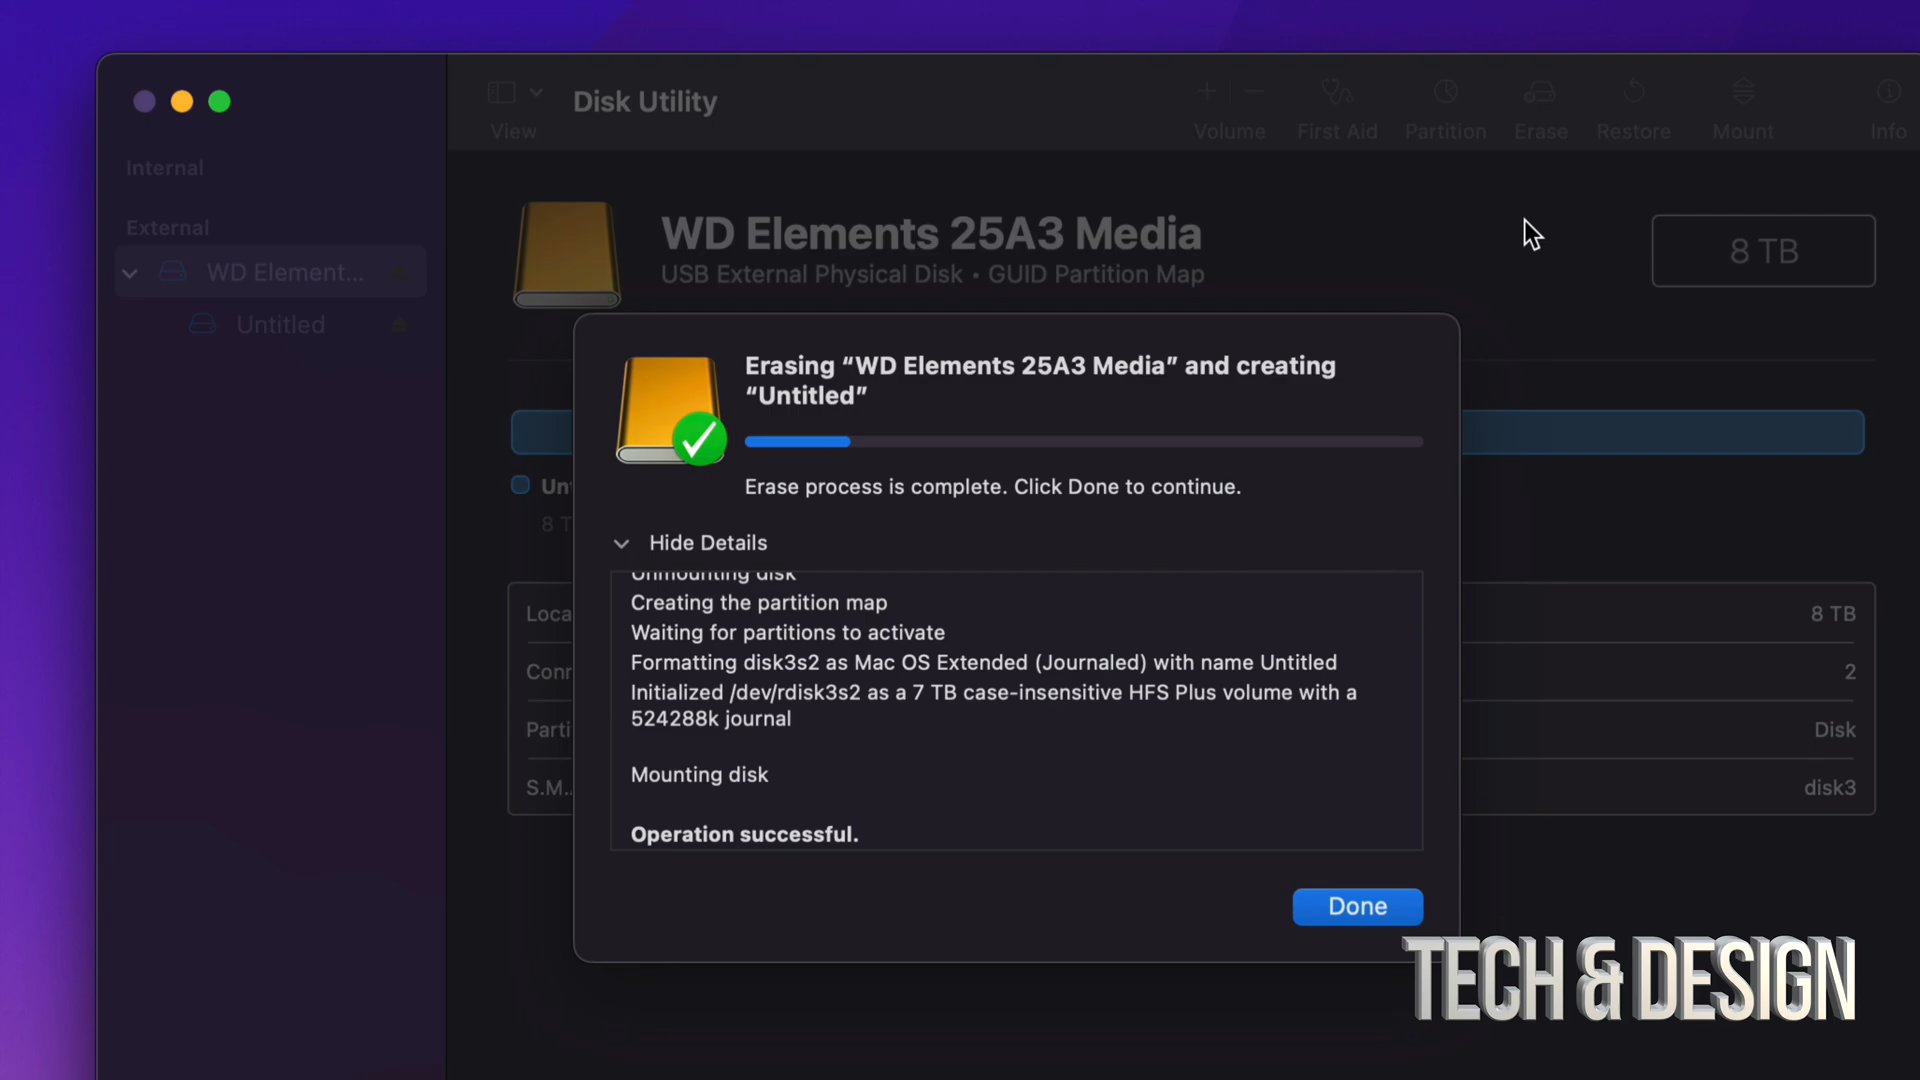 Disk Utility
View
Volume
First Aid
Partition
Erase
Restore
Mount
Info
Internal
External
WD Element...
Untitled
WD Elements 25A3 Media
USB External Physical Disk • GUID Partition Map
8 TB
Erasing “WD Elements 25A3 Media” and creating
“Untitled”
Erase process is complete. Click Done to continue.
Hide Details
Unmounting disk
Creating the partition map
Waiting for partitions to activate
Formatting disk3s2 as Mac OS Extended (Journaled) with name Untitled
Initialized /dev/rdisk3s2 as a 7 TB case-insensitive HFS Plus volume with a
524288k journal
Mounting disk
Operation successful.
Done
8 TB
2
Disk
disk3
TECH & DESIGN